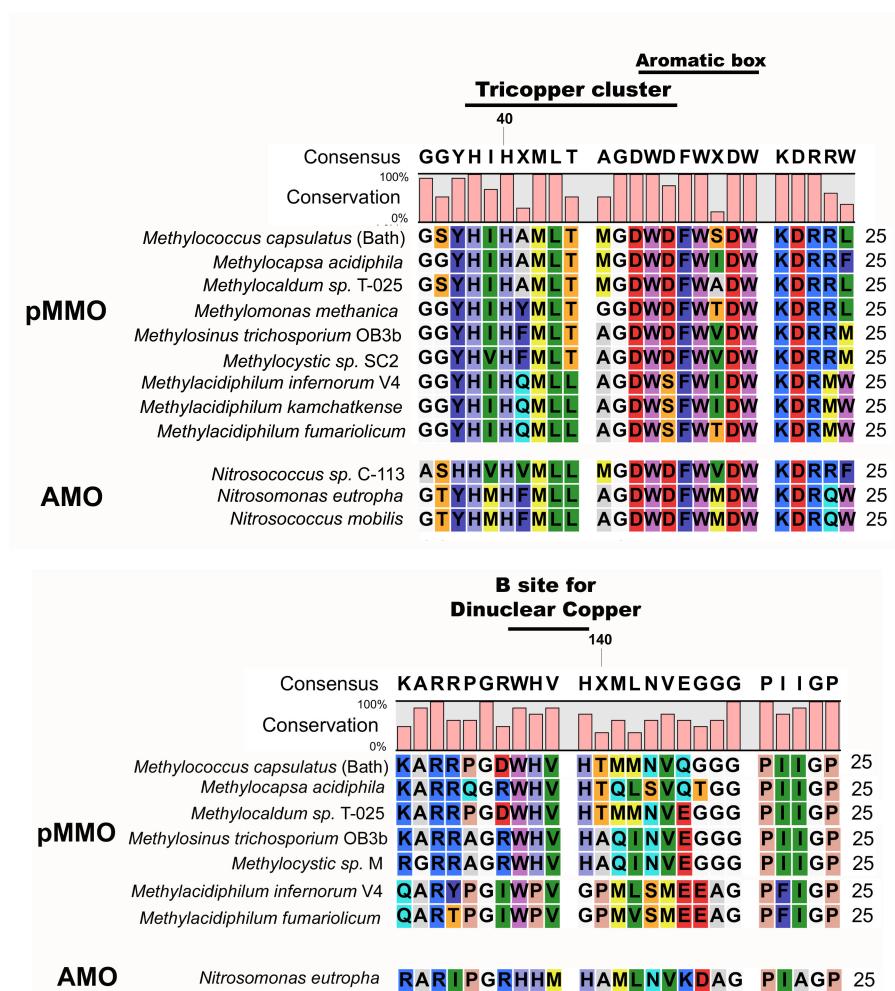 Aromatic box
Tricopper cluster
40
Consensus GGYHIHXMLT AGDWDFWXDW KDRRW
100%
Conservation
0%
Methylococcus capsulatus (Bath) GSYHIHAMLT MGDWDFWSDW KDRRL 25
Methylocapsa acidiphila GGYHIHAMLT MGDWDFWIDW KDRRF 25
Methylocaldum sp. T-025 GSYHIHAMLT MGDWDFWADW KDRRL 25
pMMO
Methylomonas methanica GGYHIHYMLT GGDWDFWTDW KDRRL 25
Methylosinus trichosporium OB3b GGYHIHFMLT AGDWDFWVDW KDRRM 25
Methylocystic sp. SC2 GGYHVHFMLT AGDWDFWVDW KDRRM 25
Methylacidiphilum infernorum V4 GGYHIHQMLL AGDWSFWIDW KDRMW 25
Methylacidiphilum kamchatkense GGYHIHQMLL AGDWSFWIDW KDRMW 25
Methylacidiphilum fumariolicum GGYHIHQMLL AGDWSFWTDW KDRMW 25
Nitrosococcus sp. C-113 ASHHVHVMLL MGDWDFWVDW KDRRF 25
AMO
Nitrosomonas eutropha GTYHMHFMLL AGDWDFWMDW KDRQW 25
Nitrosococcus mobilis GTYHMHFMLL AGDWDFWMDW KDRQW 25
B site for
Dinuclear Copper
140
Consensus KARRPGRWHV HXMLNVEGGG PIIGP
100%
Conservation
0%
Methylococcus capsulatus (Bath) KARRPGDWHV HTMMNVQGGG PIIGP 25
Methylocapsa acidiphila KARRQGRWHV HTQLSVQTGG PIIGP 25
Methylocaldum sp. T-025 KARRPGDWHV HTMMNVEGGG PIIGP 25
pMMO
Methylosinus trichosporium OB3b KARRAGRWHV HAQINVEGGG PIIGP 25
Methylocystic sp. M RGRRAGRWHV HAQINVEGGG PIIGP 25
Methylacidiphilum infernorum V4 QARYPGIWPV GPMLSMEEAG PFIGP 25
Methylacidiphilum fumariolicum QARTPGIWPV GPMVSMEEAG PFIGP 25
AMO
Nitrosomonas eutropha RARIPGRHHM HAMLNVKDAG PIAGP 25